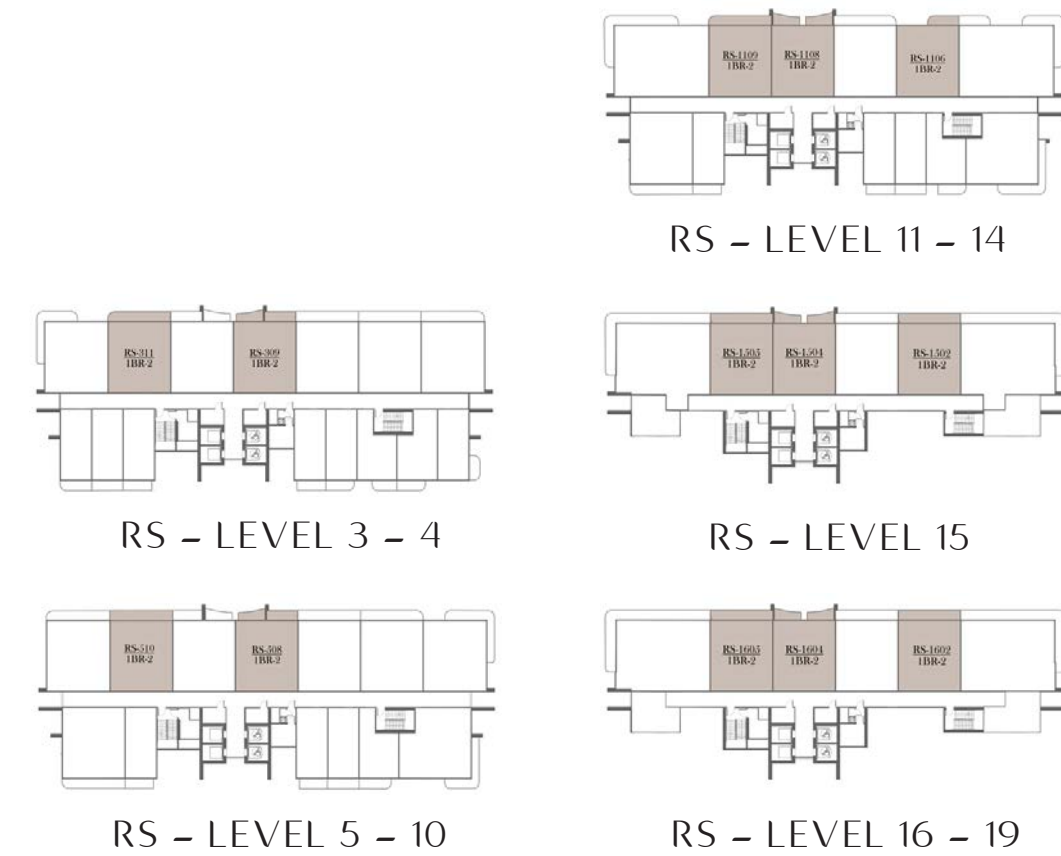 RS-1109
1BR-2
RS-1108
1BR-2
RS-1106
1BR-2
RS – LEVEL 11 – 14
RS-311
1BR-2
RS-309
1BR-2
RS – LEVEL 3 – 4
RS-1505
1BR-2
RS-1504
1BR-2
RS-1502
1BR-2
RS – LEVEL 15
RS-510
1BR-2
RS-508
1BR-2
RS – LEVEL 5 – 10
RS-1605
1BR-2
RS-1604
1BR-2
RS-1602
1BR-2
RS – LEVEL 16 – 19